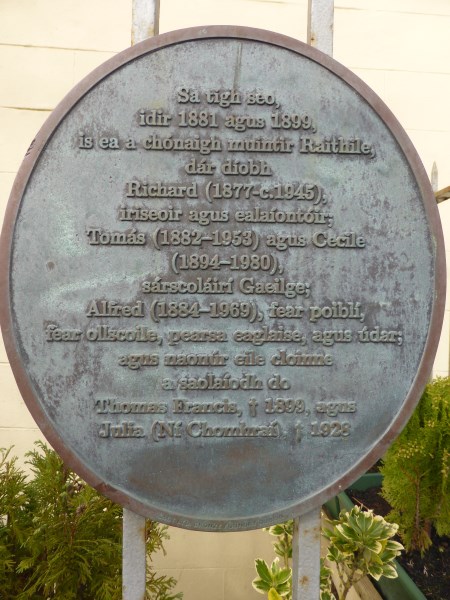 Sa tigh seo,
idir 1881 agus 1899,
is ea a chónaigh muintir Raithile,
dár díobh
Richard (1877-c.1945),
iriseoir agus ealaíontóir;
Tomás (1882–1953) agus Cecile
(1894–1980),
sárscoláirí Gaeilge;
Alfred (1884–1969), fear poiblí,
fear ollscoile, pearsa eaglaise, agus údar;
agus naonúr eile clainne
a saolaíodh do
Thomas Francis, † 1899, agus
Julia (Ní Chonhraí) † 1928